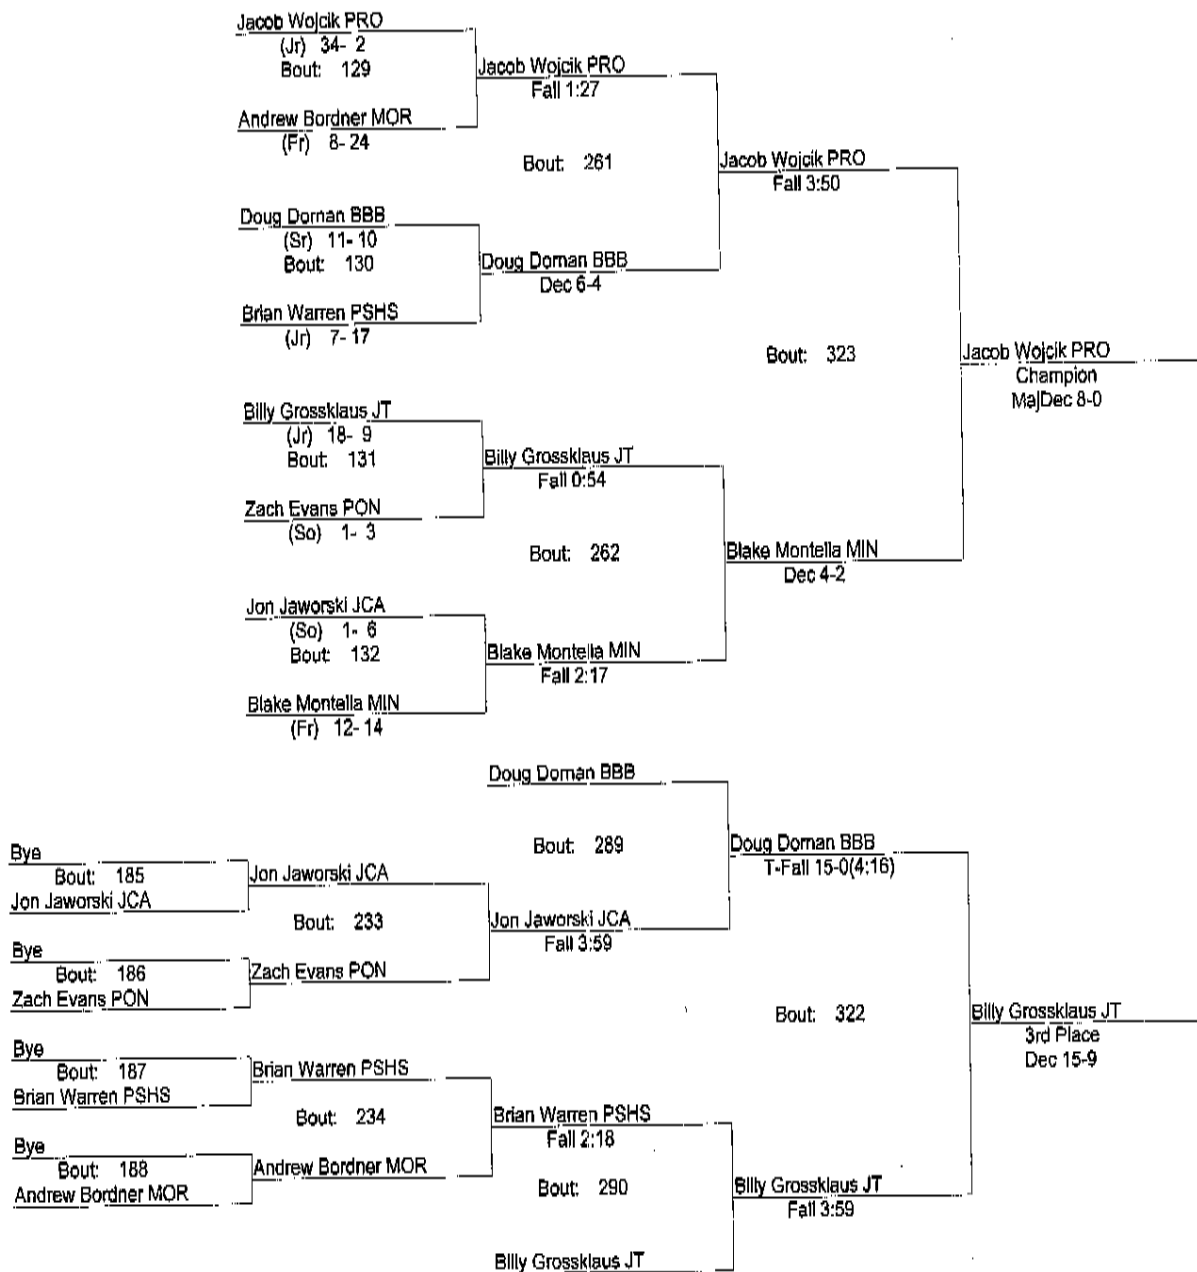 Jacob Wojcik PRO
(Jr) 34- 2
Bout: 129
Jacob Wojcik PRO
Fall 1:27
Andrew Bordner MOR
(Fr) 8- 24
Bout: 261
Jacob Wojcik PRO
Fall 3:50
Doug Dornan BBB
(Sr) 11- 10
Bout: 130
Doug Dornan BBB
Dec 6-4
Brian Warren PSHS
(Jr) 7- 17
Bout: 323
Jacob Wojcik PRO
Champion
MajDec 8-0
Billy Grossklaus JT
(Jr) 18- 9
Bout: 131
Billy Grossklaus JT
Fall 0:54
Zach Evans PON
(So) 1- 3
Bout: 262
Blake Montella MIN
Dec 4-2
Jon Jaworski JCA
(So) 1- 6
Bout: 132
Blake Montella MIN
Fall 2:17
Blake Montella MIN
(Fr) 12- 14
Doug Dornan BBB
Bout: 289
Doug Dornan BBB
T-Fall 15-0(4:16)
Bye
Bout: 185
Jon Jaworski JCA
Jon Jaworski JCA
Bout: 233
Jon Jaworski JCA
Fall 3:59
Bye
Bout: 186
Zach Evans PON
Zach Evans PON
Bout: 322
Billy Grossklaus JT
3rd Place
Dec 15-9
Bye
Bout: 187
Brian Warren PSHS
Brian Warren PSHS
Bout: 234
Brian Warren PSHS
Fall 2:18
Bye
Bout: 188
Andrew Bordner MOR
Andrew Bordner MOR
Bout: 290
Billy Grossklaus JT
Fall 3:59
Billy Grossklaus JT